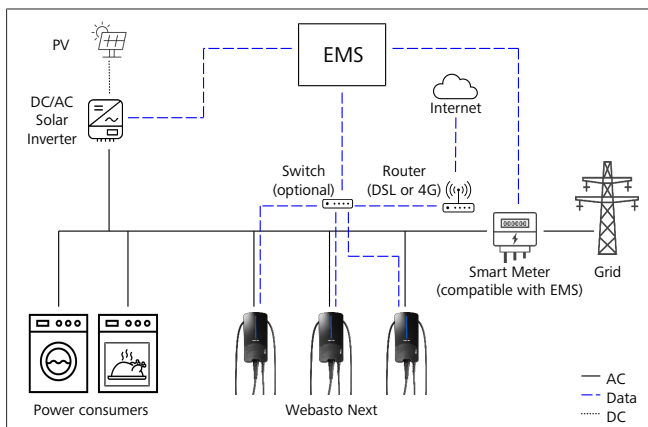 PV
EMS
DC/AC
Solar
Inverter
Internet
Switch
(optional)
Router
(DSL or 4G)
Smart Meter
(compatible with EMS)
Grid
Power consumers
Webasto Next
AC
Data
DC